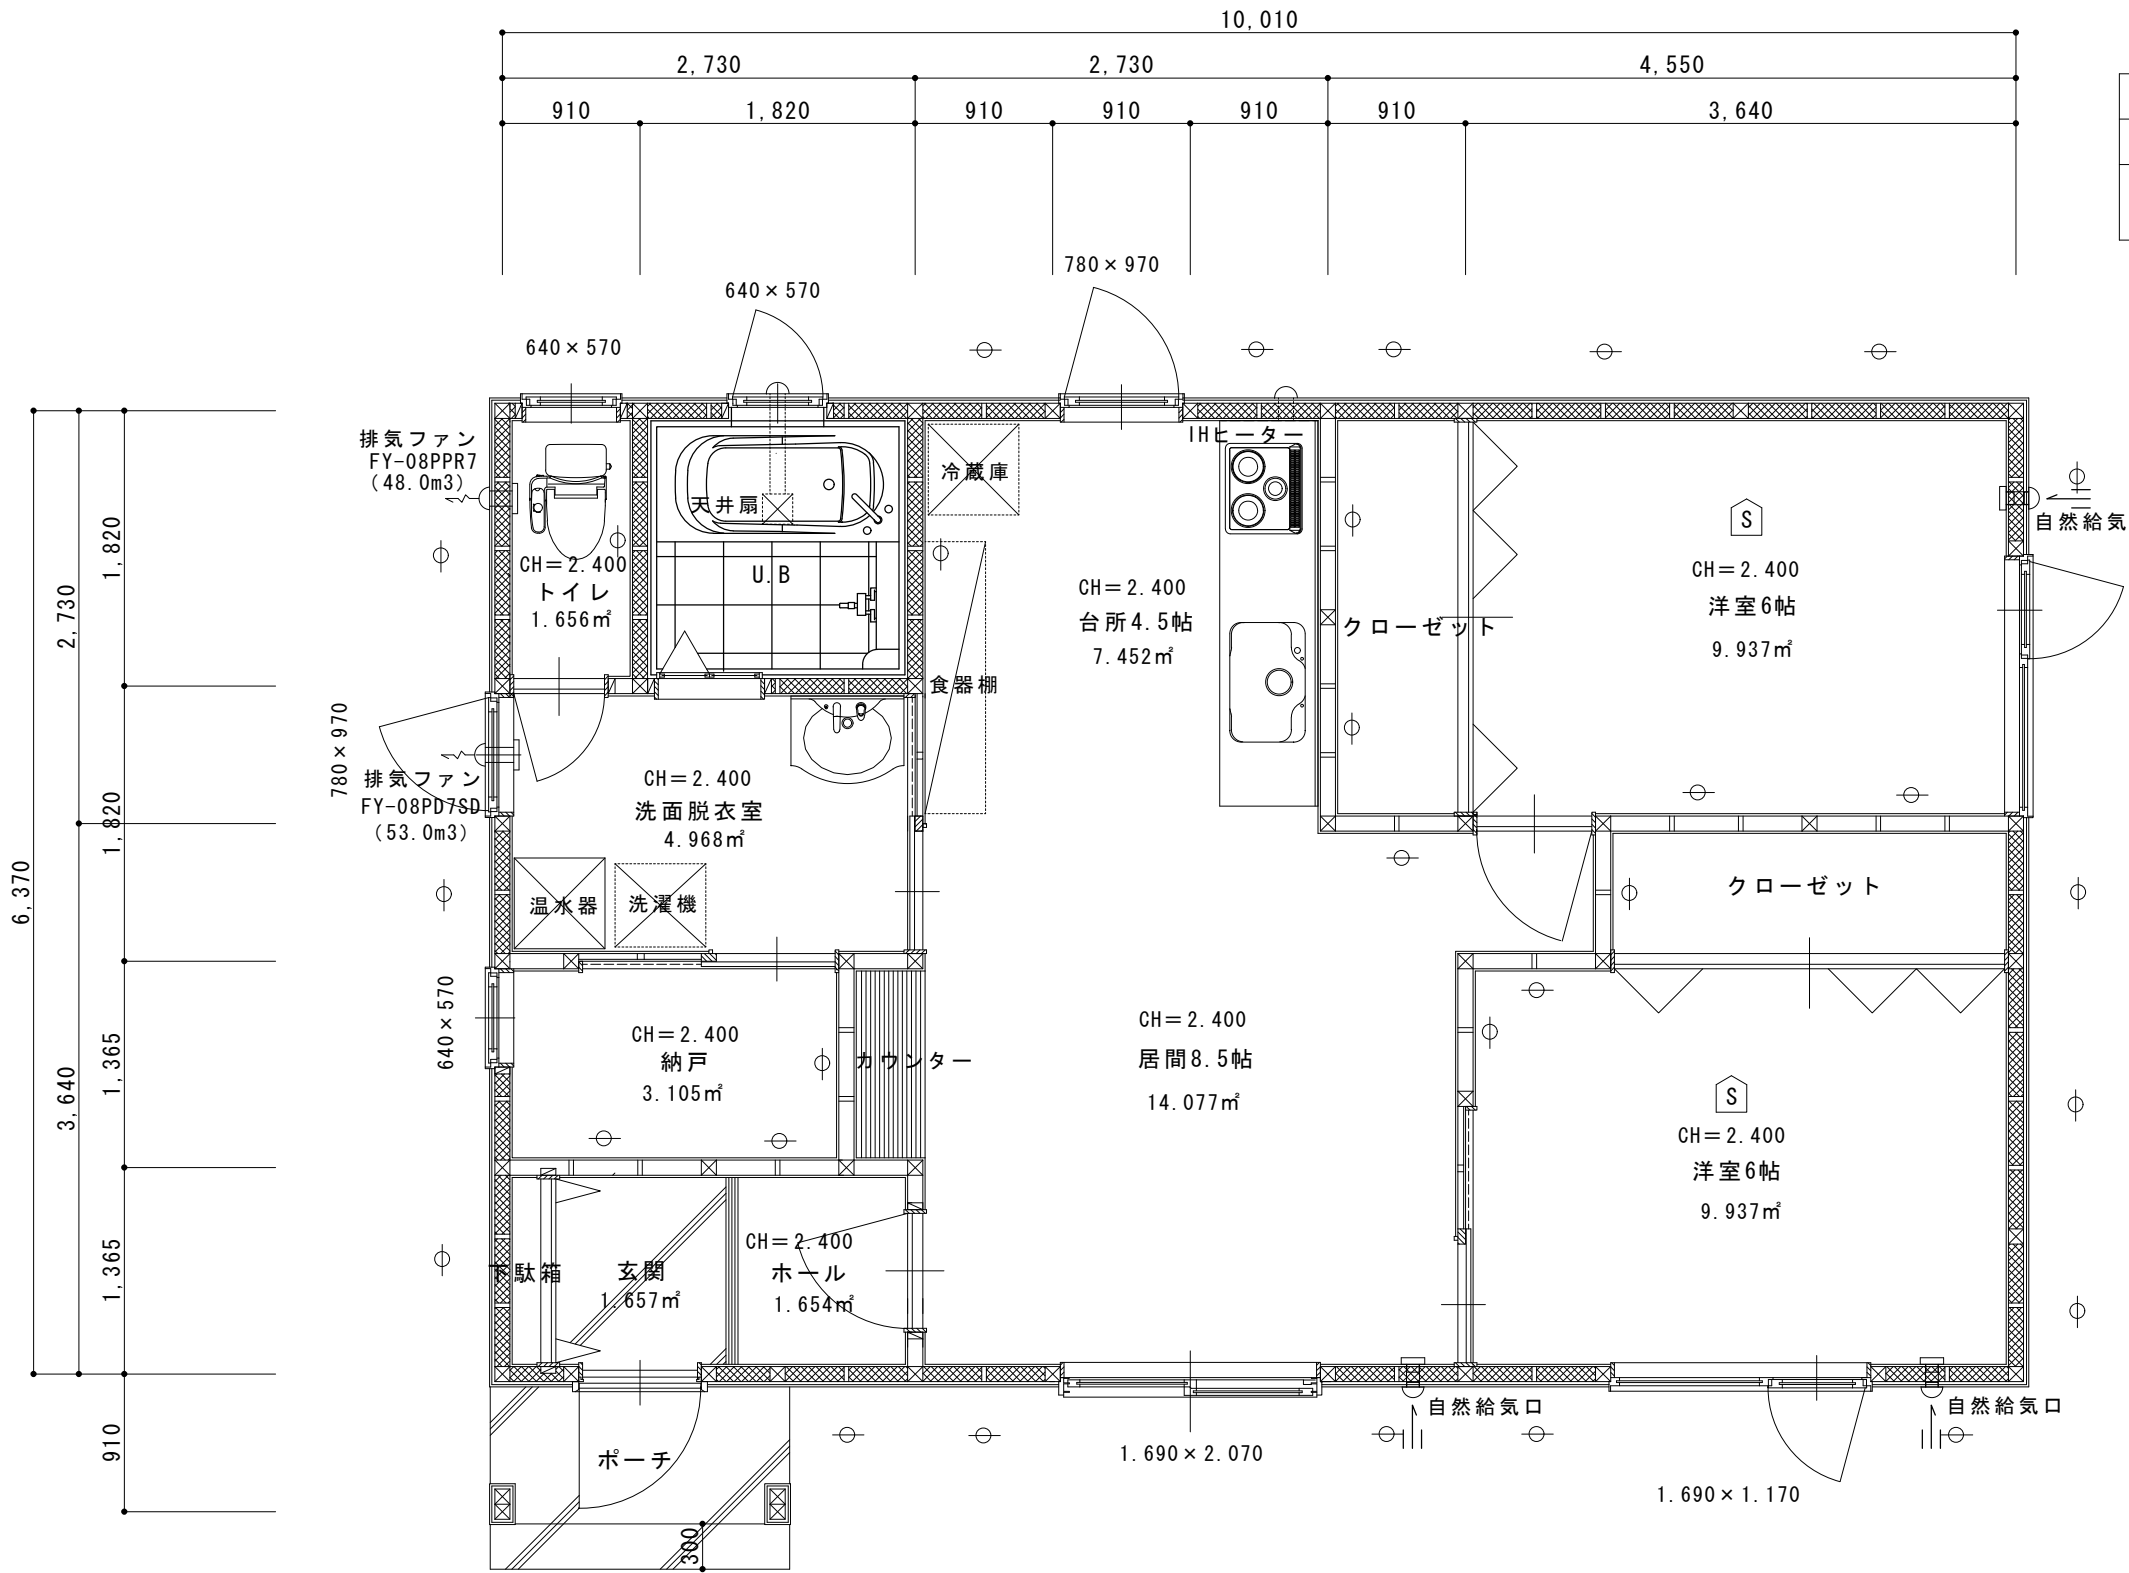 10,010
2,730
2,730
4,550
910
1,820
910
910
910
910
3,640
780×970
640×570
640×570
排気ファン
FY-08PPR7
(48.0m3)
天井扇
冷蔵庫
IHヒーター
S
自然給気
CH=2.400
トイレ
1.656㎡
U.B
CH=2.400
台所4.5帖
7.452㎡
クローゼット
CH=2.400
洋室6帖
9.937㎡
食器棚
1,820
2,730
780×970
排気ファン
FY-08PD7SD
(53.0m3)
CH=2.400
洗面脱衣室
4.968㎡
1,820
6,370
温水器
洗濯機
クローゼット
640×570
CH=2.400
納戸
3.105㎡
カウンター
CH=2.400
居間8.5帖
14.077㎡
S
CH=2.400
洋室6帖
9.937㎡
1,365
3,640
1,365
下駄箱
玄関
1.657㎡
CH=2.400
ホール
1.654㎡
自然給気口
自然給気口
910
ポーチ
1.690×2.070
1.690×1.170
300